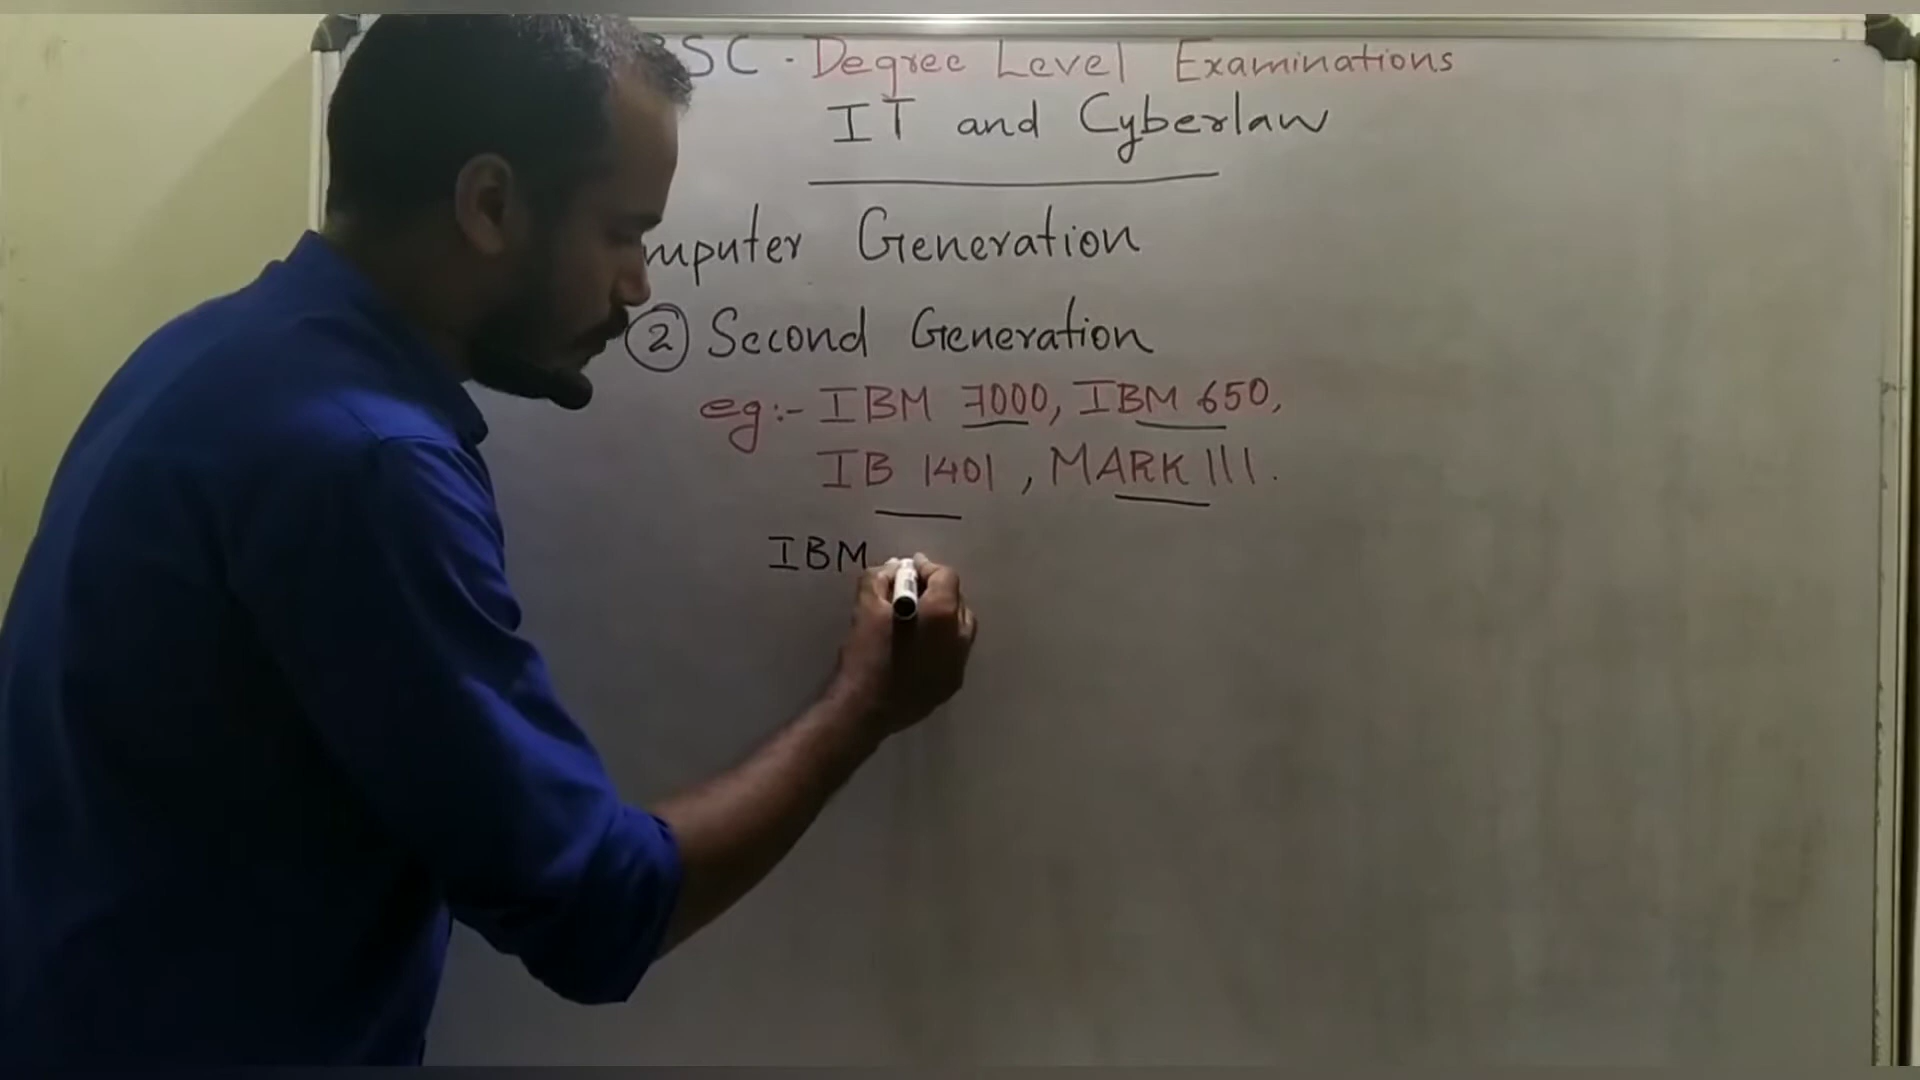 SC - Degree Level Examinations
IT and Cyberlaw
mputer Generation
② Second Generation
eg:- IBM 7000, IBM 650,
IB 1401, MARK III.
IBM